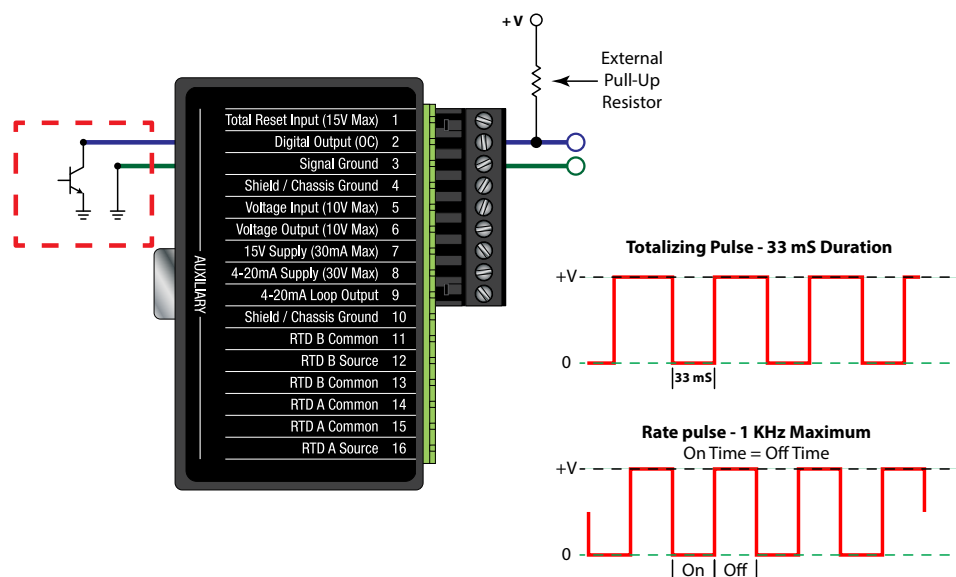 +V
External
Pull-Up
Resistor
Total Reset Input (15V Max) 1
Digital Output (OC) 2
Signal Ground 3
Shield / Chassis Ground 4
Voltage Input (10V Max) 5
Voltage Output (10V Max) 6
15V Supply (30mA Max) 7
4-20mA Supply (30V Max) 8
4-20mA Loop Output 9
Shield / Chassis Ground 10
RTD B Common 11
RTD B Source 12
RTD B Common 13
RTD A Common 14
RTD A Common 15
RTD A Source 16
AUXILIARY
Totalizing Pulse - 33 mS Duration
+V
0
33 mS
Rate pulse - 1 KHz Maximum
On Time = Off Time
+V
0
On Off